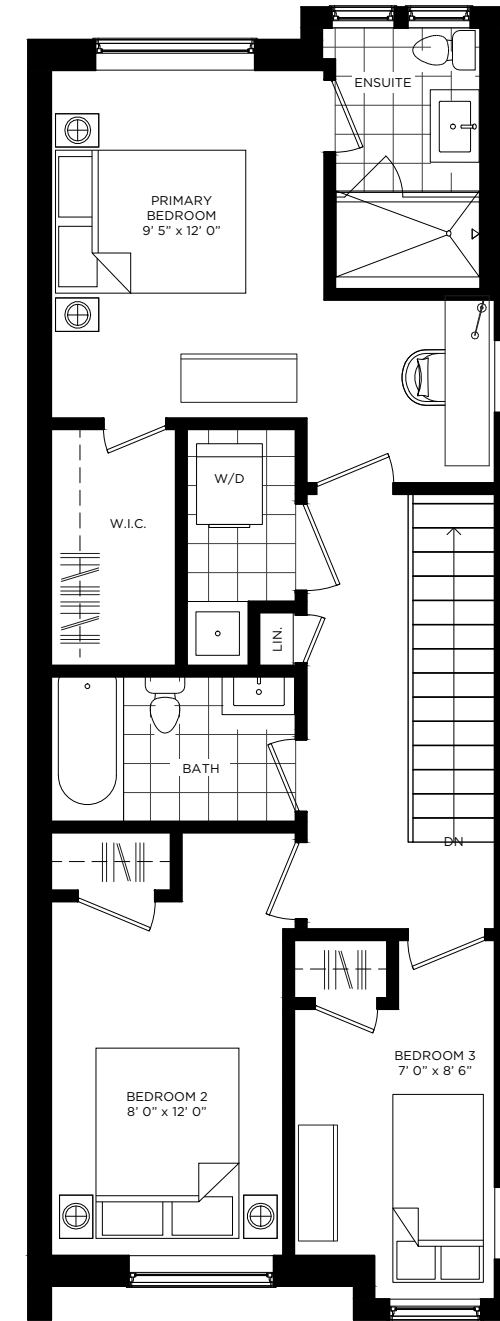 ENSUITE
PRIMARY
BEDROOM
9’ 5” x 12’ 0”
W/D
W.I.C.
LIN.
BATH
DN
BEDROOM 3
7’ 0” x 8’ 6”
BEDROOM 2
8’ 0” x 12’ 0”